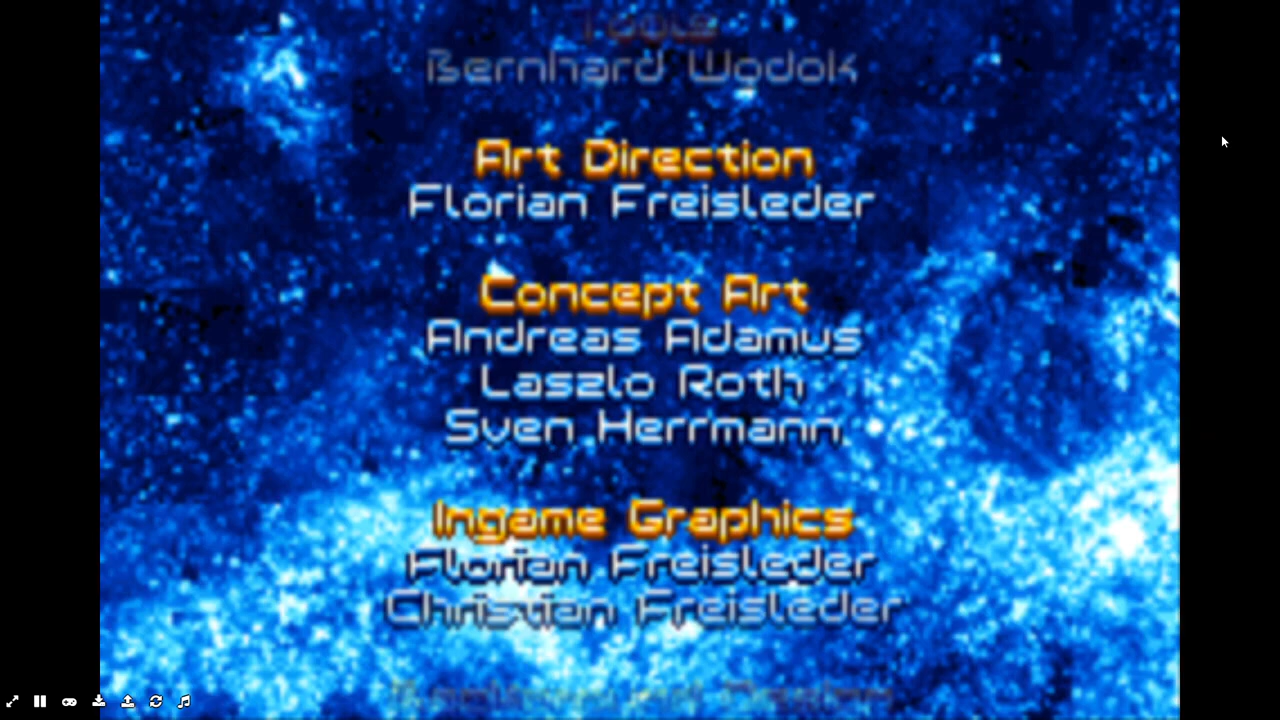 Tools
Bernhard Wodok
Art Direction
Florian Freisleder
Concept Art
Andreas Adamus
Laszlo Roth
Sven Herrmann
Ingame Graphics
Florian Freisleder
Christian Freisleder